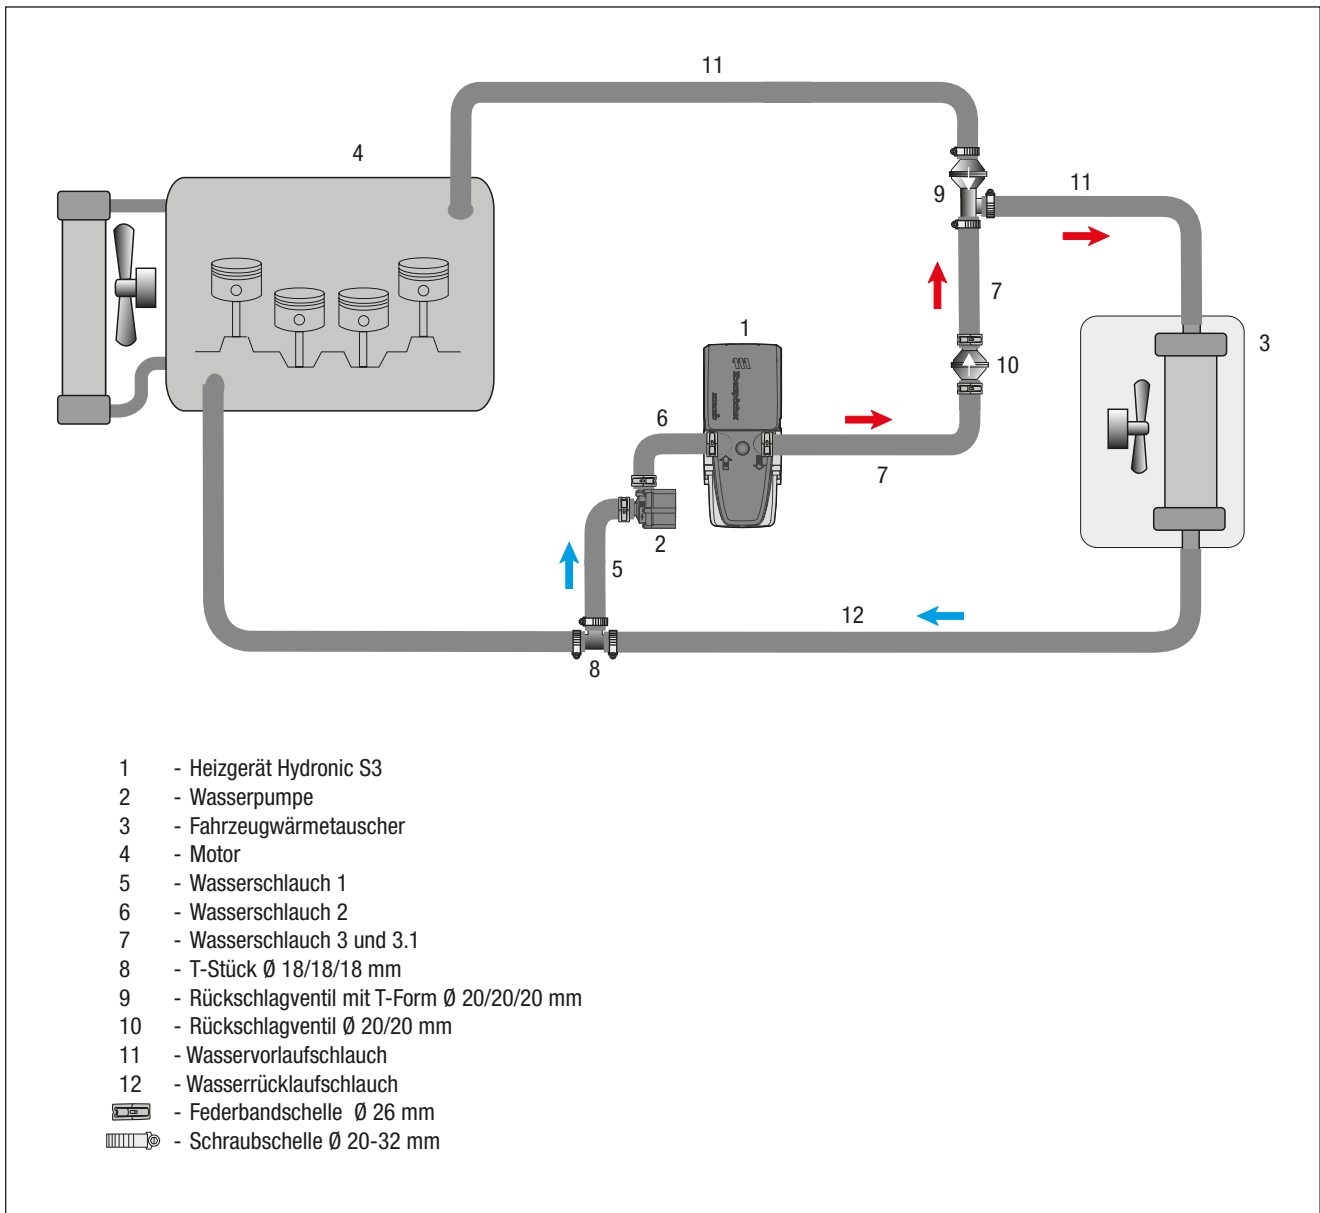 11
4
9
11
7
1
3
10
6
Eberspächer
7
2
5
12
8
1 - Heizgerät Hydronic S3
2 - Wasserpumpe
3 - Fahrzeugwärmetauscher
4 - Motor
5 - Wasserschlauch 1
6 - Wasserschlauch 2
7 - Wasserschlauch 3 und 3.1
8 - T-Stück Ø 18/18/18 mm
9 - Rückschlagventil mit T-Form Ø 20/20/20 mm
10 - Rückschlagventil Ø 20/20 mm
11 - Wasservorlaufschlauch
12 - Wasserrücklaufschlauch
- Federbandschelle Ø 26 mm
- Schraubschelle Ø 20-32 mm